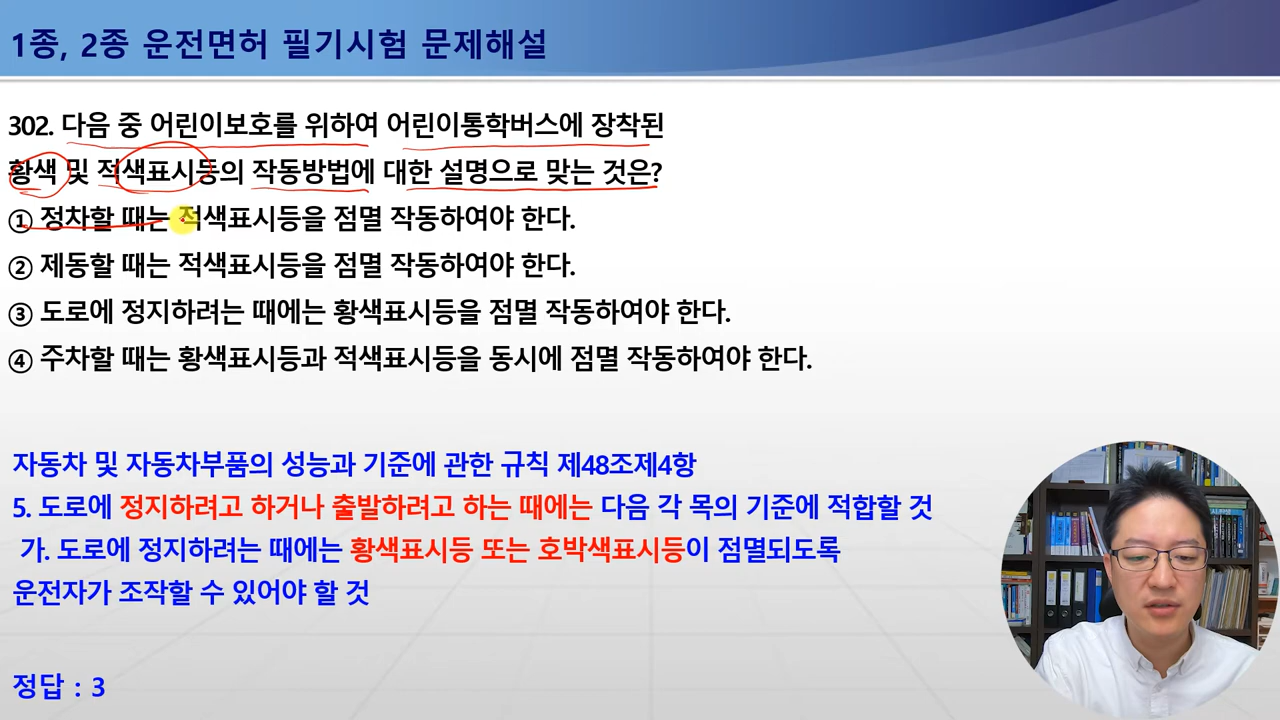 1종, 2종 운전면허 필기시험 문제해설
302. 다음 중 어린이보호를 위하여 어린이통학버스에 장착된
황색 및 적색표시등의 작동방법에 대한 설명으로 맞는 것은?
① 정차할 때는 적색표시등을 점멸 작동하여야 한다.
② 제동할 때는 적색표시등을 점멸 작동하여야 한다.
③ 도로에 정지하려는 때에는 황색표시등을 점멸 작동하여야 한다.
④ 주차할 때는 황색표시등과 적색표시등을 동시에 점멸 작동하여야 한다.
자동차 및 자동차부품의 성능과 기준에 관한 규칙 제48조제4항
5. 도로에 정지하려고 하거나 출발하려고 하는 때에는 다음 각 목의 기준에 적합할 것
가. 도로에 정지하려는 때에는 황색표시등 또는 호박색표시등이 점멸되도록
운전자가 조작할 수 있어야 할 것
정답 : 3